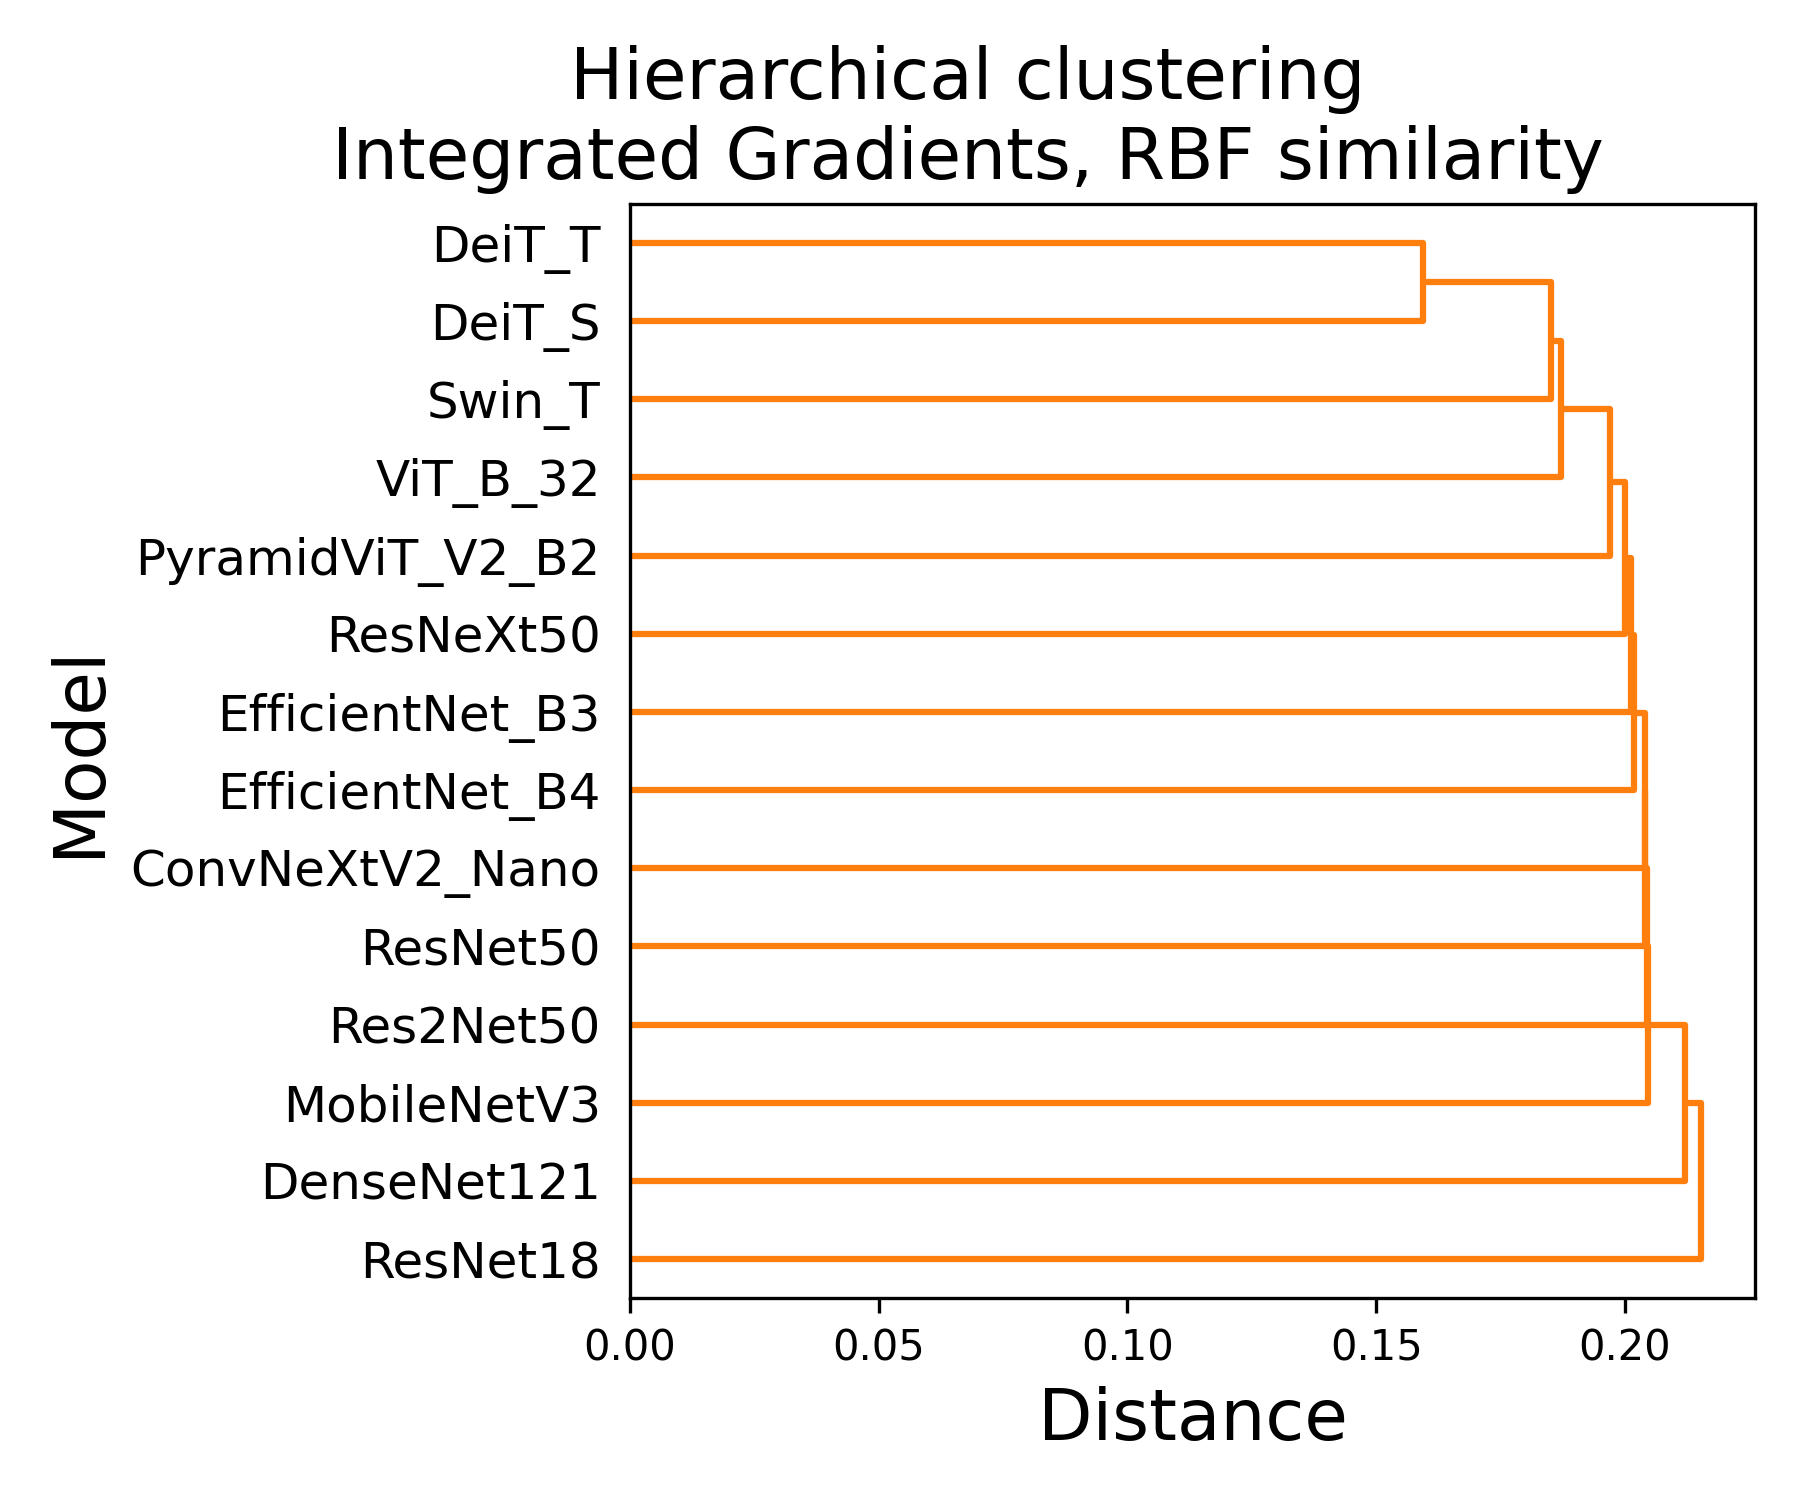 Hierarchical clustering
Integrated Gradients, RBF similarity
DeiT_T
DeiT_S
Swin_T
ViT_B_32
PyramidViT_V2_B2
ResNeXt50
EfficientNet_B3
EfficientNet_B4
ConvNeXtV2_Nano
ResNet50
Res2Net50
MobileNetV3
DenseNet121
ResNet18
Model
0.00 0.05 0.10 0.15 0.20
Distance